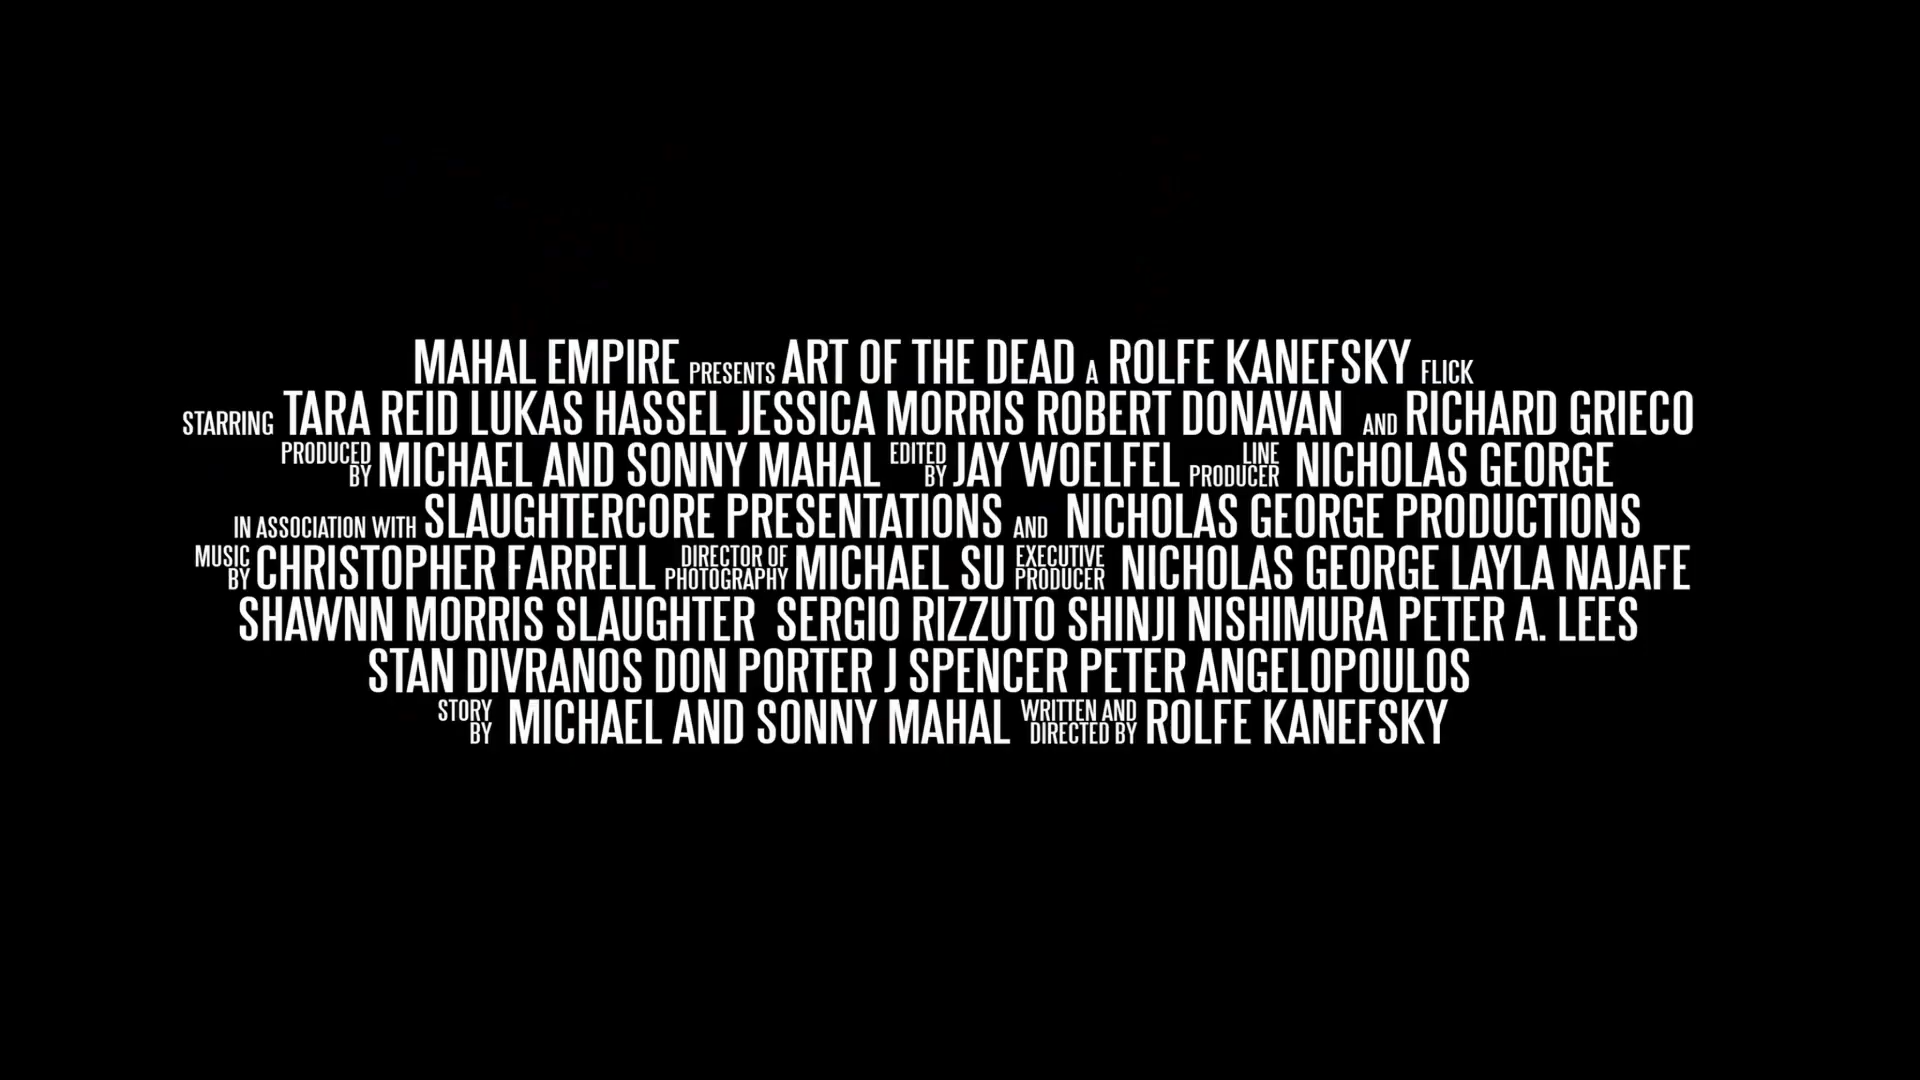 MAHAL EMPIRE PRESENTS ART OF THE DEAD A ROLFE KANEFSKY FLICK
STARRING TARA REID LUKAS HASSEL JESSICA MORRIS ROBERT DONAVAN AND RICHARD GRIECO
PRODUCED BY MICHAEL AND SONNY MAHAL EDITED BY JAY WOELFEL LINE PRODUCER NICHOLAS GEORGE
IN ASSOCIATION WITH SLAUGHTERCORE PRESENTATIONS AND NICHOLAS GEORGE PRODUCTIONS
MUSIC BY CHRISTOPHER FARRELL DIRECTOR OF PHOTOGRAPHY MICHAEL SU EXECUTIVE PRODUCER NICHOLAS GEORGE LAYLA NAJAFE
SHAWNN MORRIS SLAUGHTER SERGIO RIZZUTO SHINJI NISHIMURA PETER A. LEES
STAN DIVRANOS DON PORTER J SPENCER PETER ANGELOPOULOS
STORY BY MICHAEL AND SONNY MAHAL WRITTEN AND DIRECTED BY ROLFE KANEFSKY